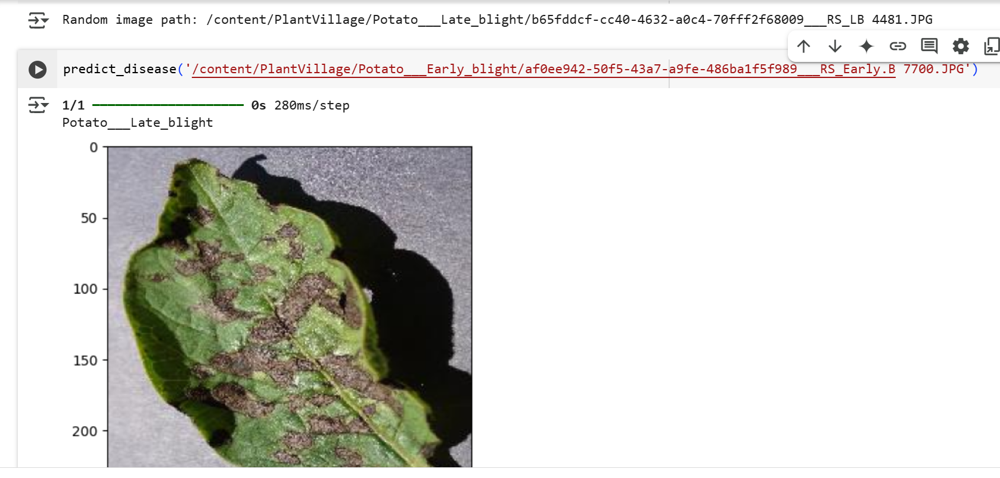 Random image path: /content/PlantVillage/Potato___Late_blight/b65fddcf-cc40-4632-a0c4-70fff2f68009___RS_LB 4481.JPG
predict_disease('/content/PlantVillage/Potato___Early_blight/af0ee942-50f5-43a7-a9fe-486ba1f5f989___RS_Early.B 7700.JPG')
1/1 ━━━━━━━━━━━━━━━━━━━━ 0s 280ms/step
Potato___Late_blight
0
50
100
150
200